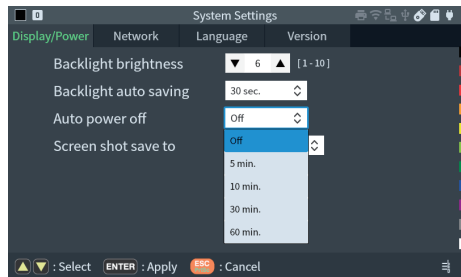 0 System Settings
Display/Power Network Language Version
Backlight brightness ▼ 6 ▲ [1-10]
Backlight auto saving 30 sec.
Auto power off Off
Off
Screen shot save to
5 min.
10 min.
30 min.
60 min.
▲▼ : Select ENTER : Apply ESC : Cancel